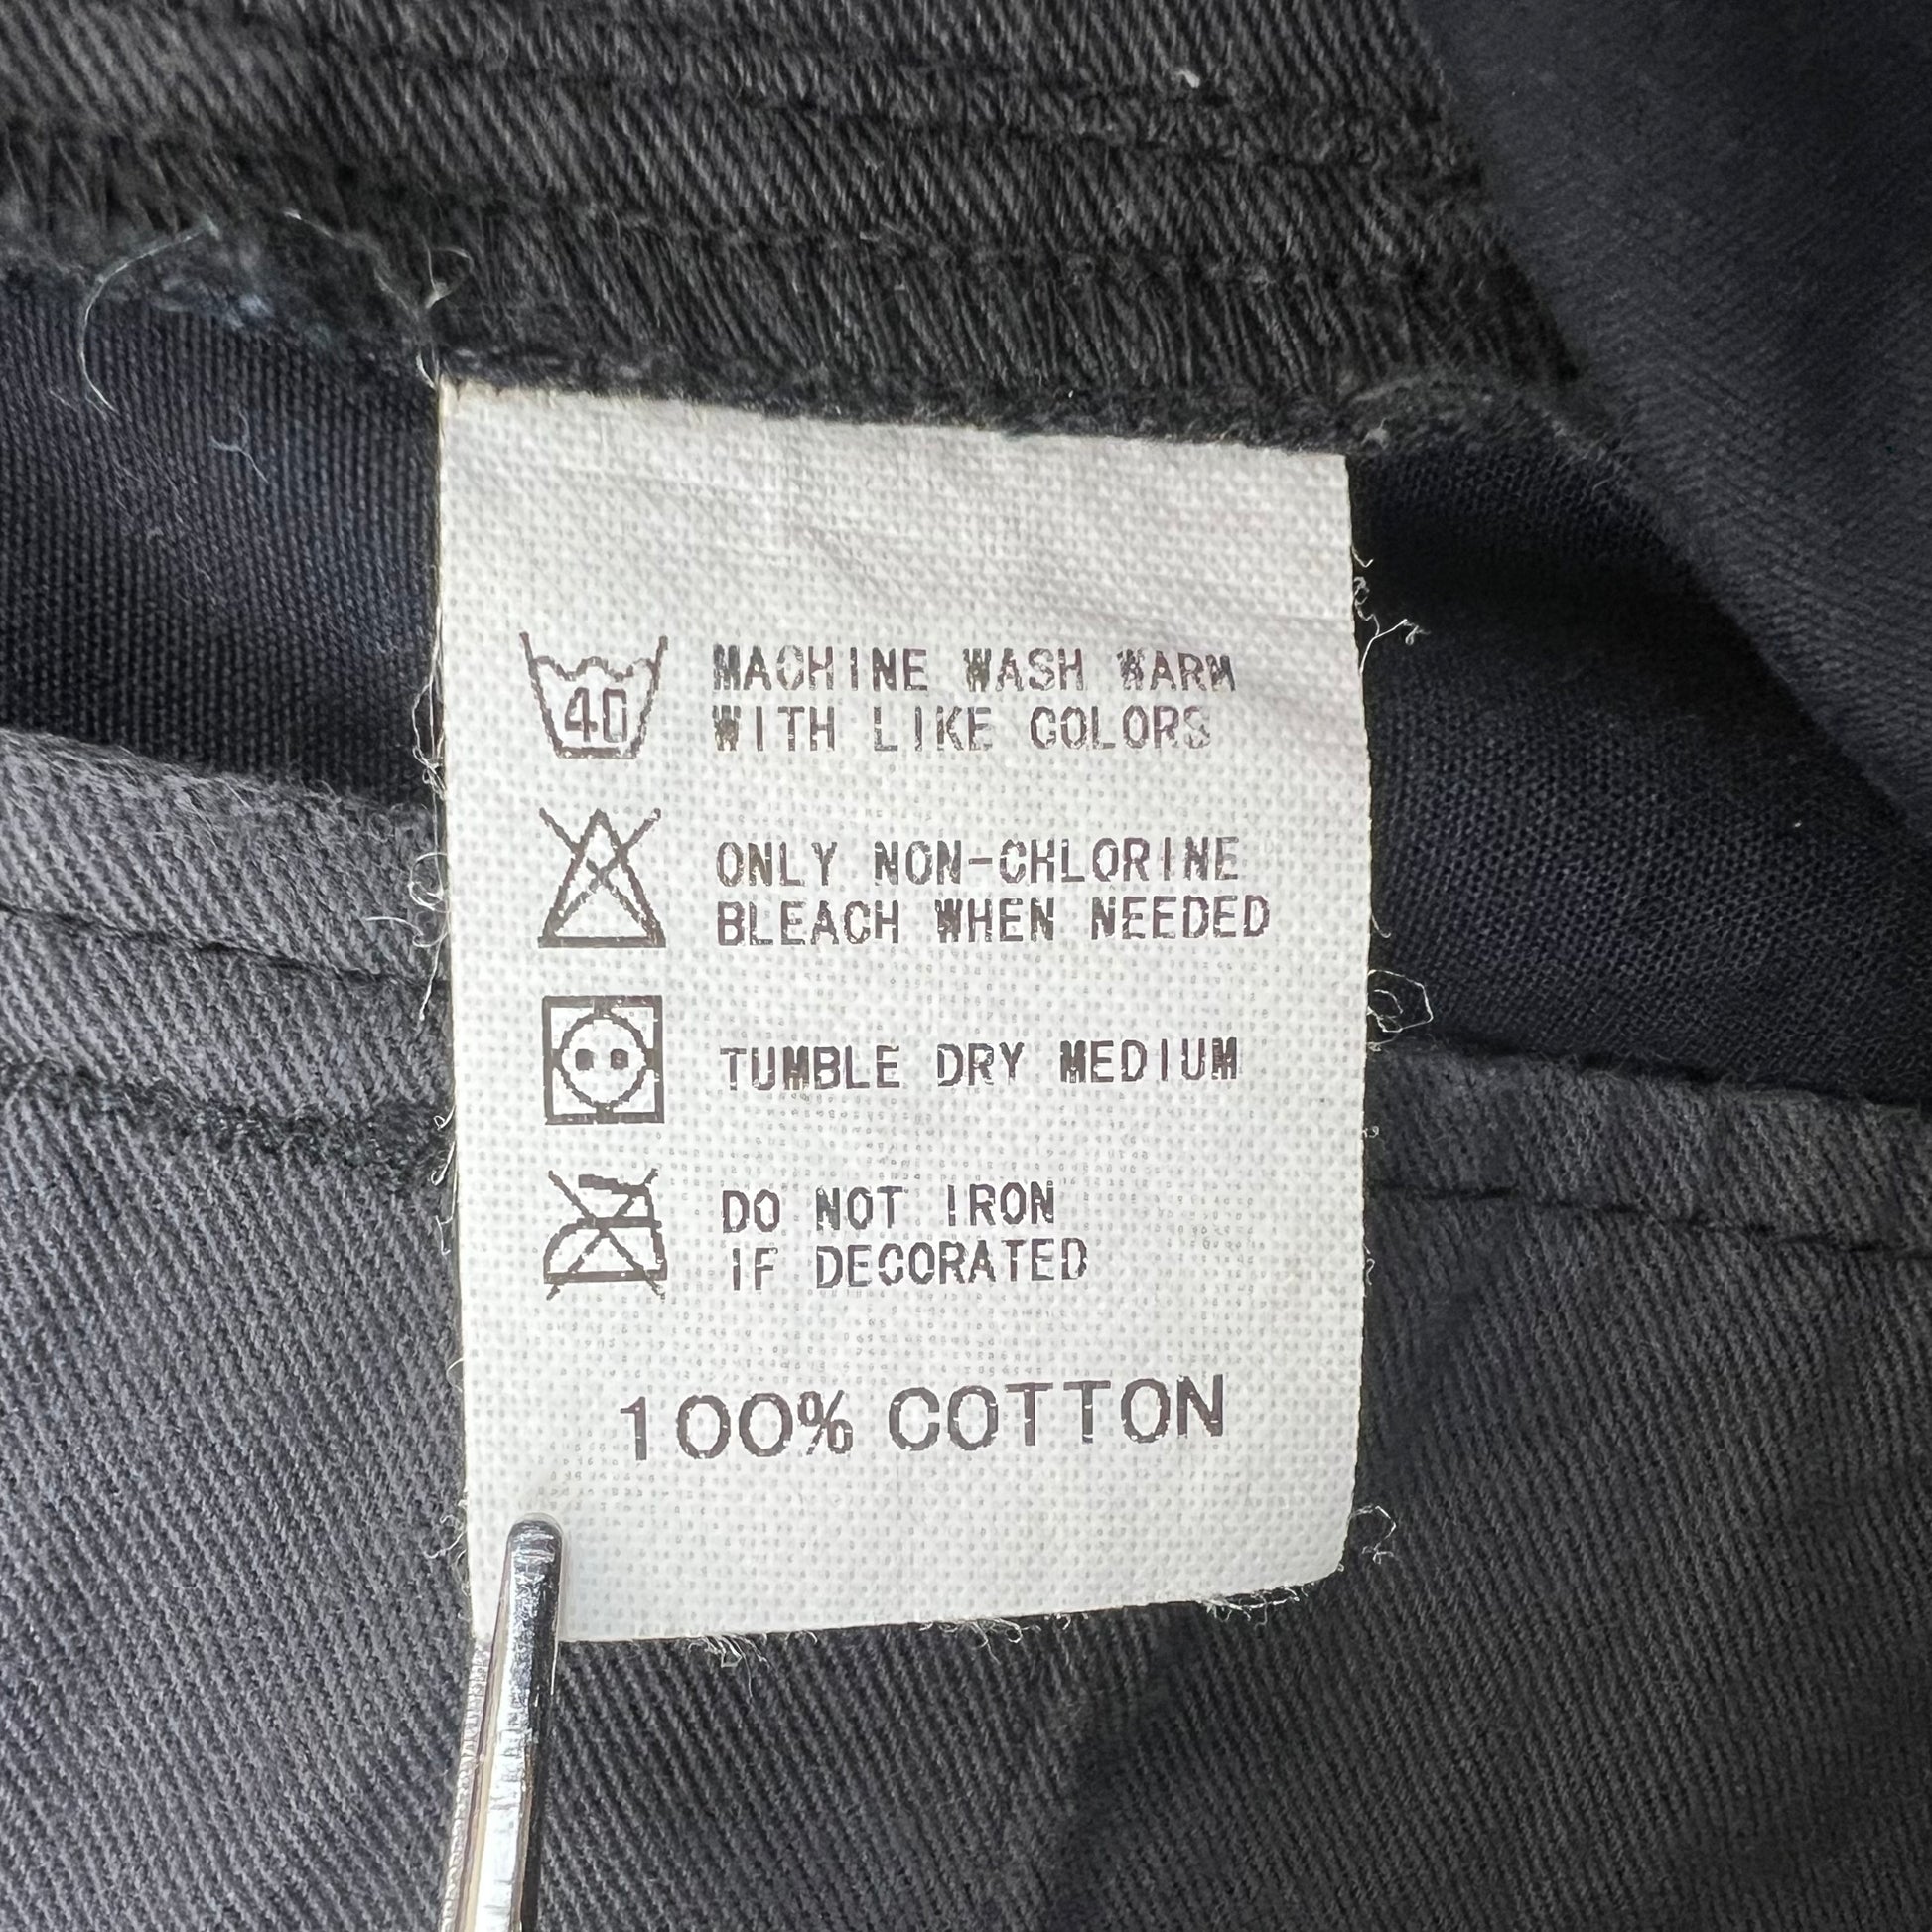 40
MACHINE WASH WARM
WITH LIKE COLORS
ONLY NON-CHLORINE
BLEACH WHEN NEEDED
TUMBLE DRY MEDIUM
DO NOT IRON
IF DECORATED
100% COTTON